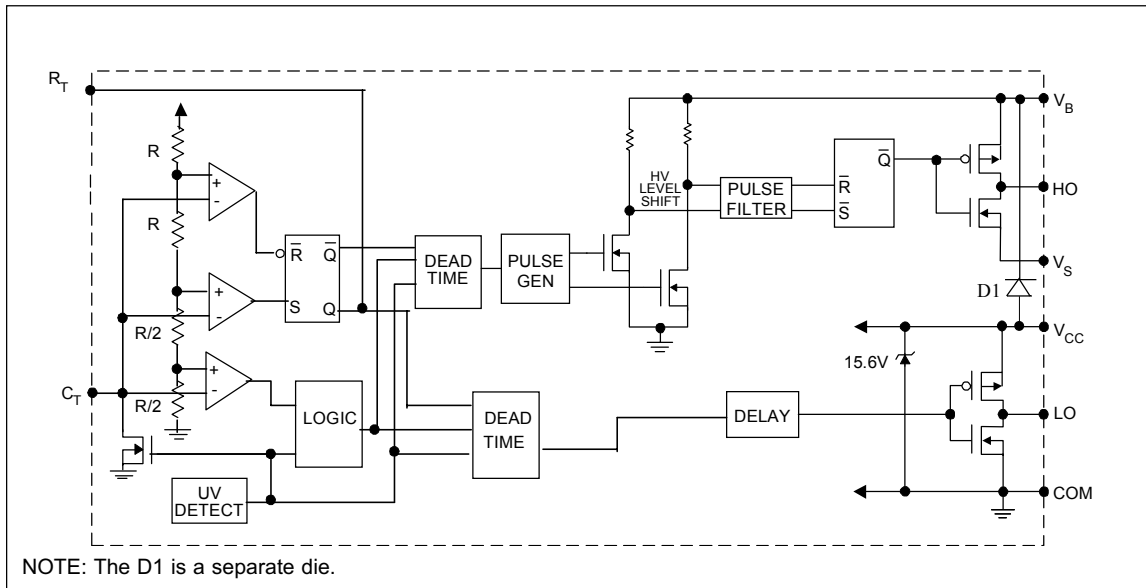 R_T
V_B
R
+
-
HV
LEVEL
SHIFT
PULSE
FILTER
R̅
S̅
Q̅
HO
R
R̅
Q̅
S
Q
DEAD
TIME
PULSE
GEN
V_S
D1
+
-
R/2
V_CC
15.6V
+
-
C_T
R/2
LOGIC
DEAD
TIME
DELAY
LO
UV
DETECT
COM
NOTE: The D1 is a separate die.